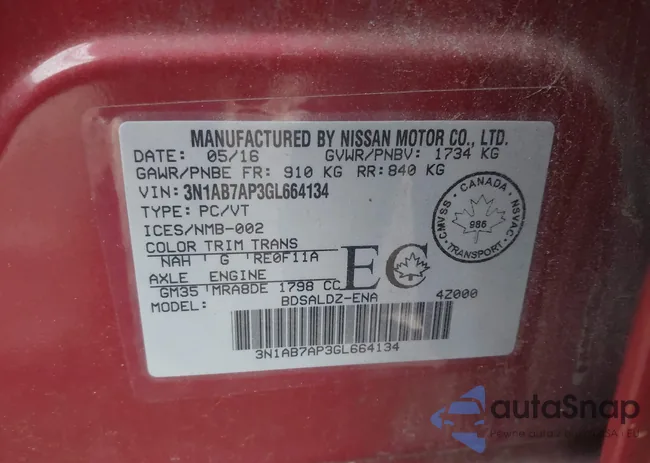 MANUFACTURED BY NISSAN MOTOR CO., LTD.
DATE: 05/16 GVWR/PNBV: 1734 KG
GAWR/PNBE FR: 910 KG RR: 840 KG
VIN: 3N1AB7AP3GL664134
TYPE: PC/VT
ICES/NMB-002
COLOR TRIM TRANS
NAH G RE0F11A
AXLE ENGINE
GM35 MRA8DE 1798 CC
MODEL: BDSALDZ-ENA 4Z000
EC
CANADA
CMVSS
NSVAC
986
TRANSPORT
3N1AB7AP3GL664134
autaSnap